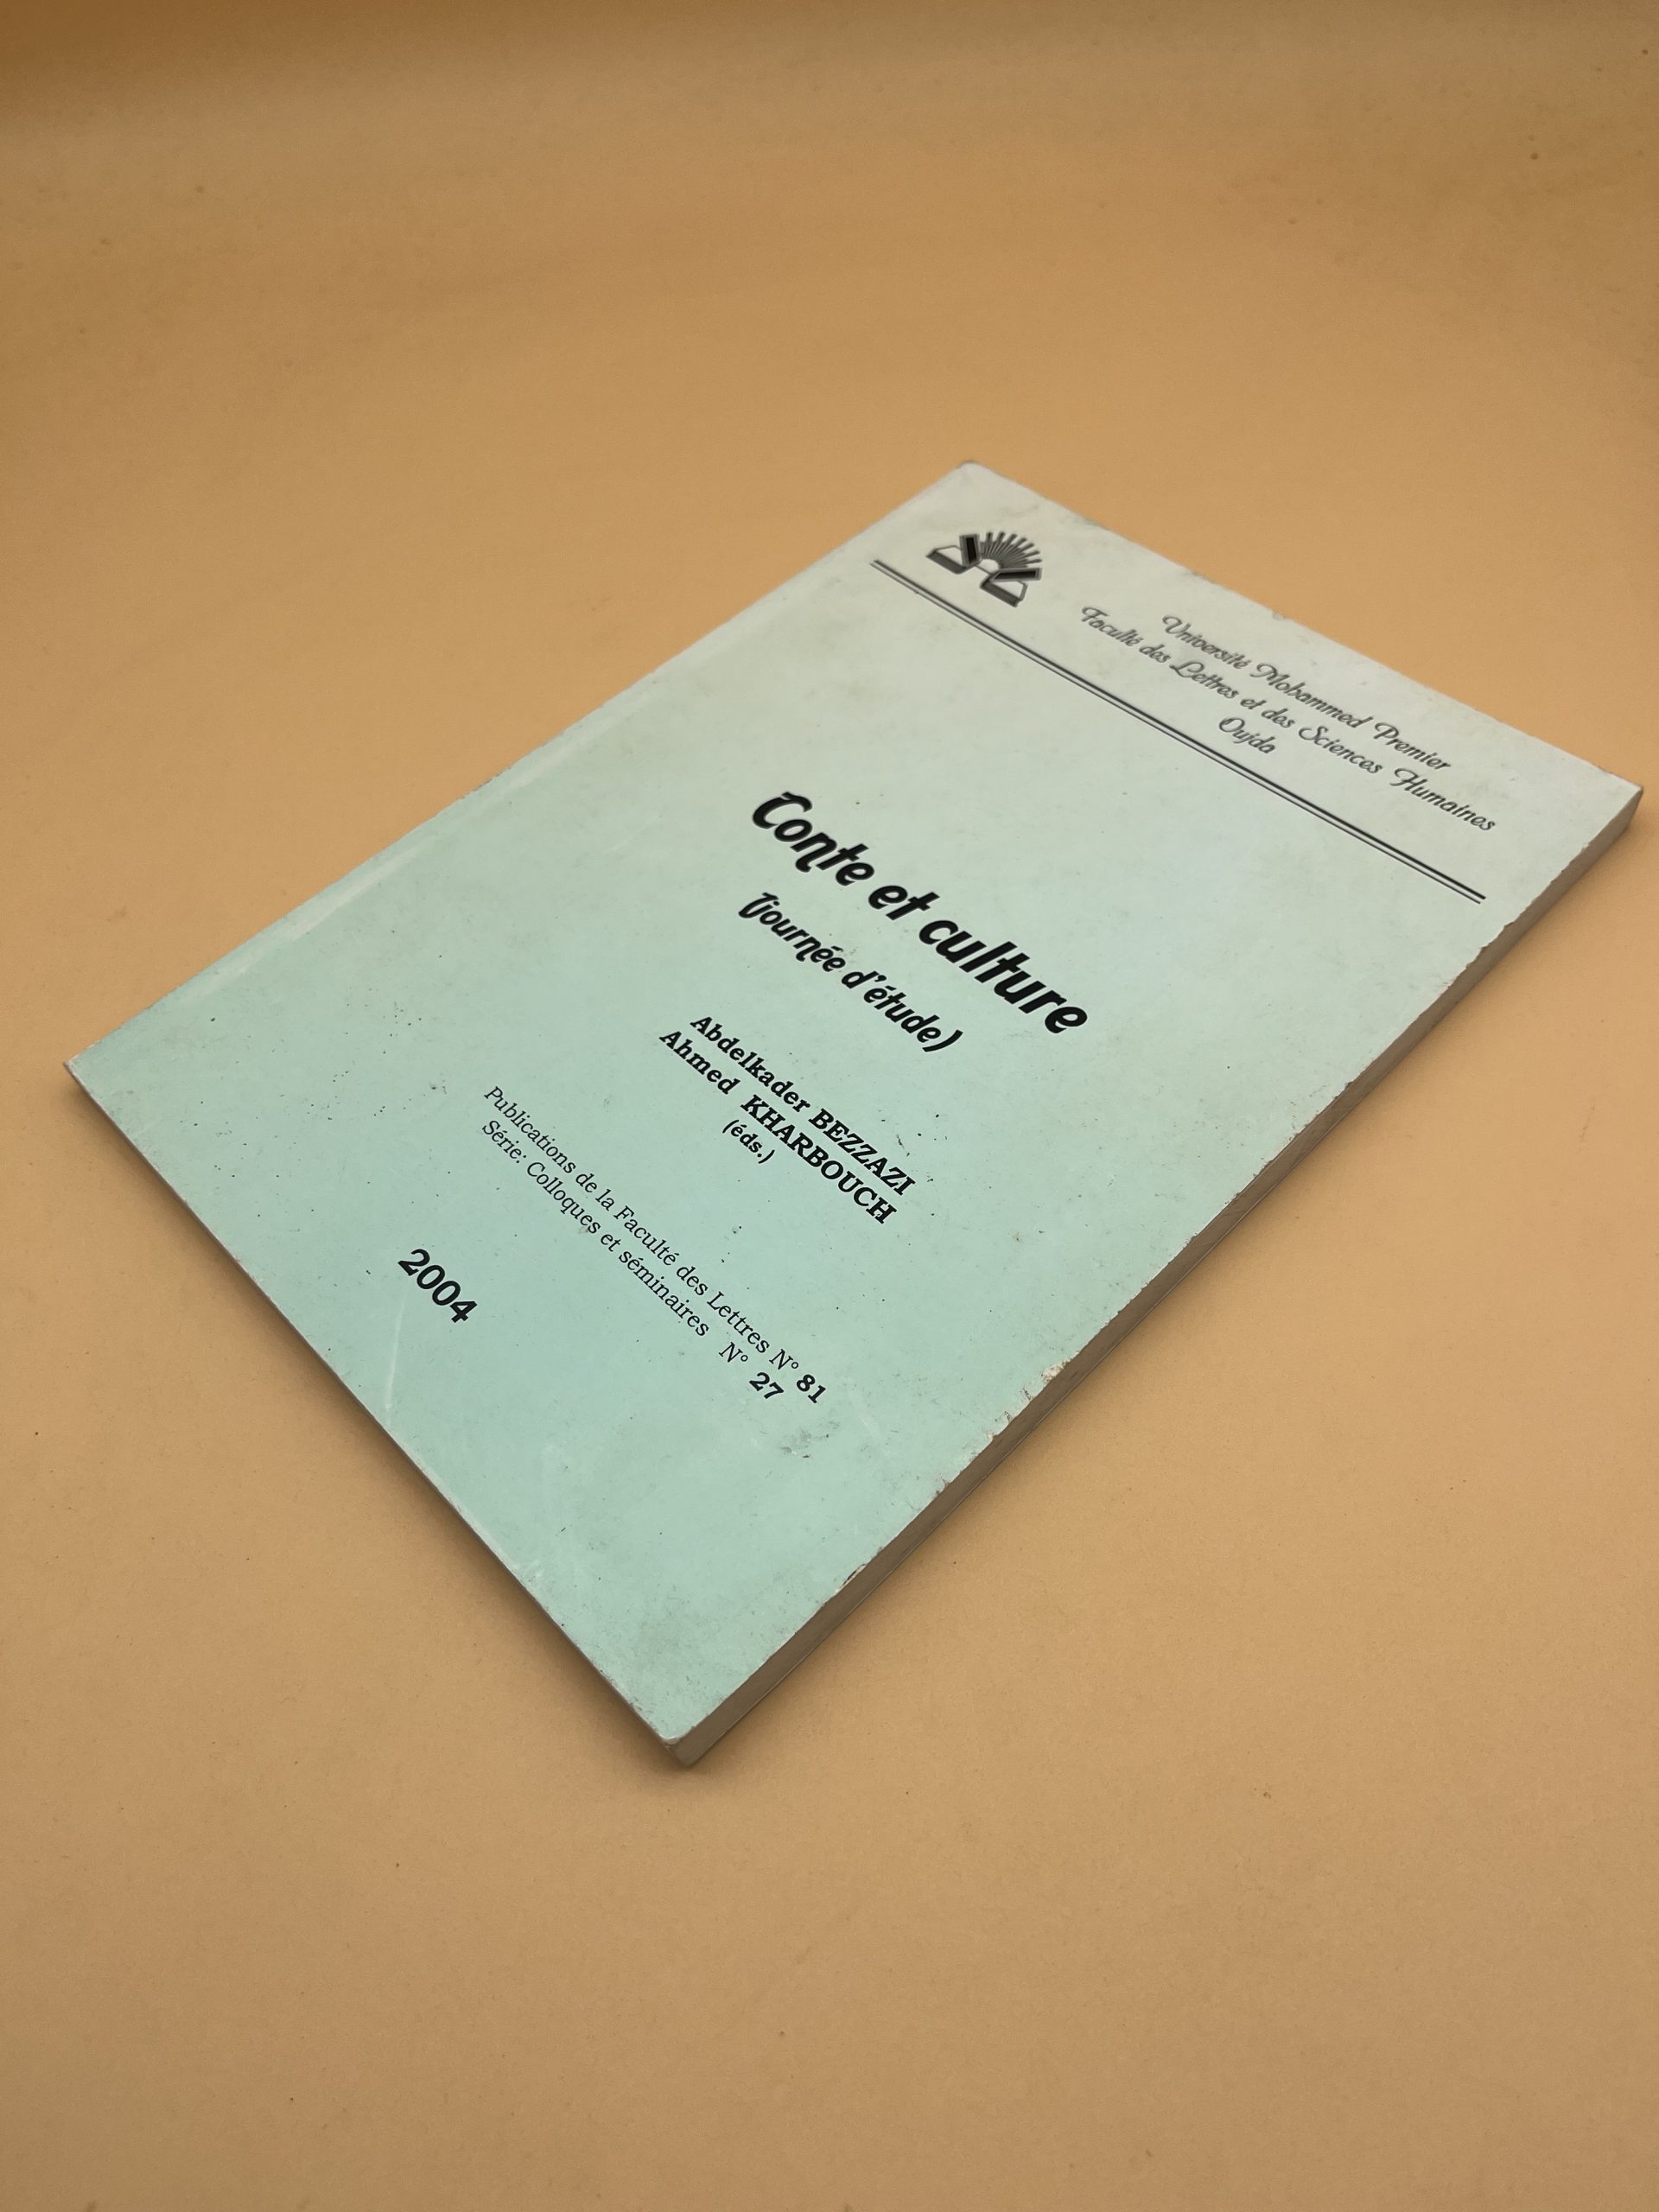 Université Mohammed Premier
Faculté des Lettres et des Sciences Humaines
Oujda
Conte et culture
(journée d'étude)
Abdelkader BEZZAZI
Ahmed KHARBOUCH
(éds.)
Publications de la Faculté des Lettres N° 81
Série: Colloques et séminaires N° 27
2004